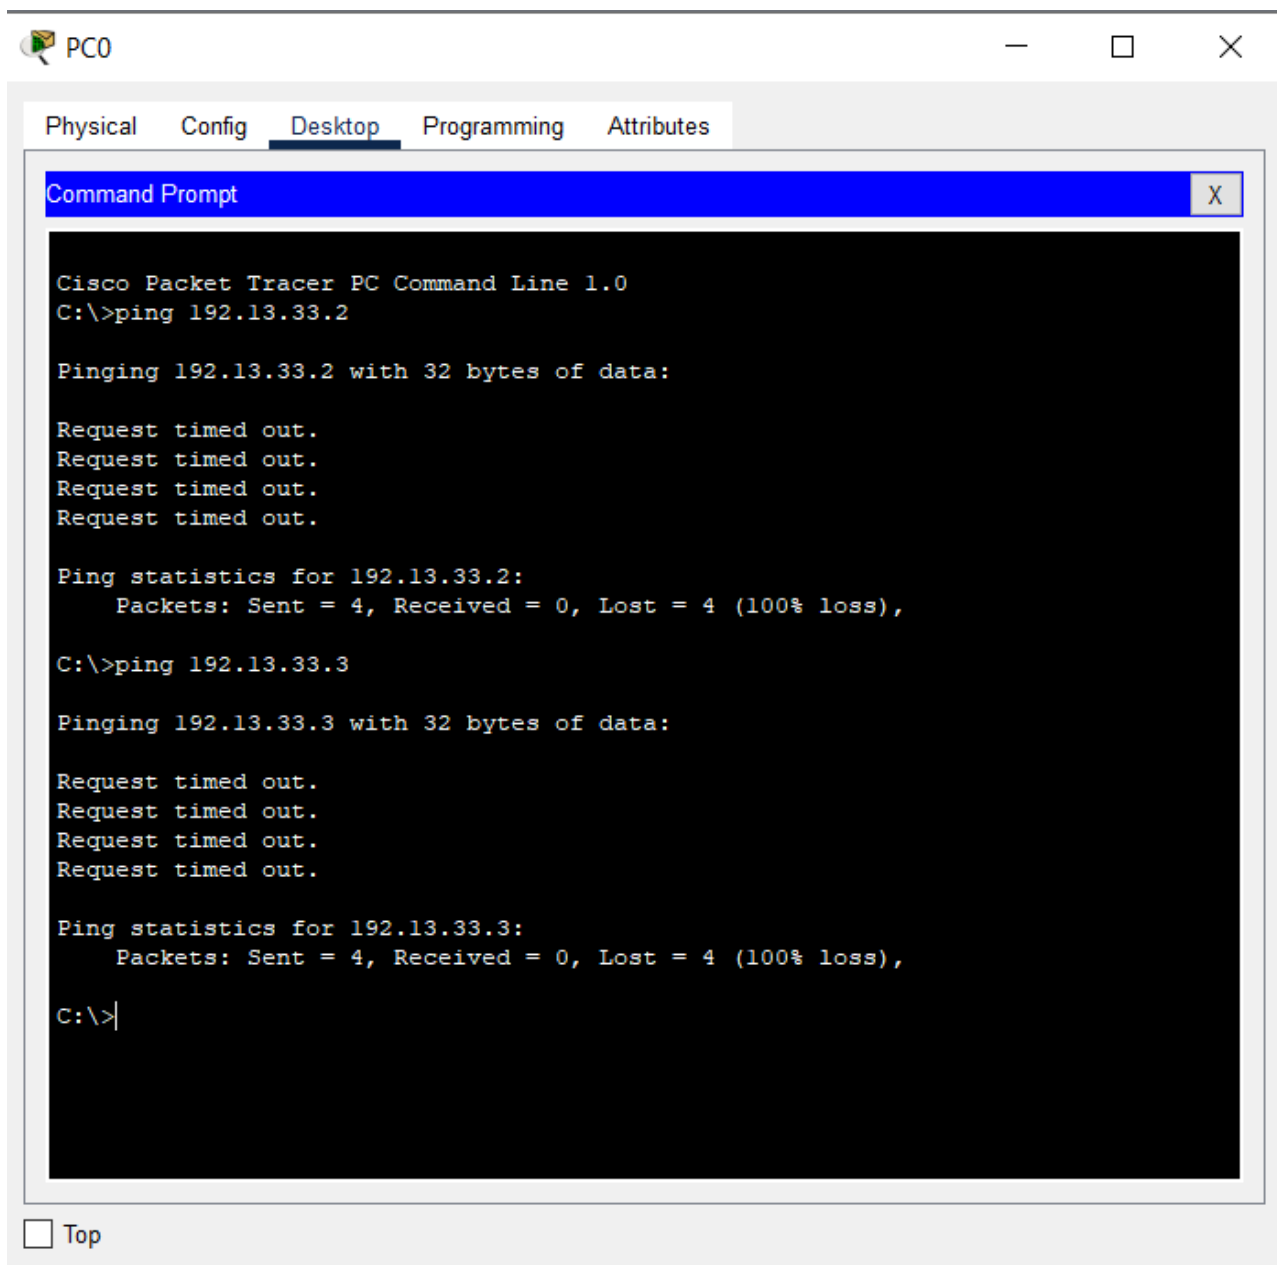 PC0
Physical Config Desktop Programming Attributes
Command Prompt
X
Cisco Packet Tracer PC Command Line 1.0
C:\>ping 192.13.33.2
Pinging 192.13.33.2 with 32 bytes of data:
Request timed out.
Request timed out.
Request timed out.
Request timed out.
Ping statistics for 192.13.33.2:
Packets: Sent = 4, Received = 0, Lost = 4 (100% loss),
C:\>ping 192.13.33.3
Pinging 192.13.33.3 with 32 bytes of data:
Request timed out.
Request timed out.
Request timed out.
Request timed out.
Ping statistics for 192.13.33.3:
Packets: Sent = 4, Received = 0, Lost = 4 (100% loss),
C:\>
Top